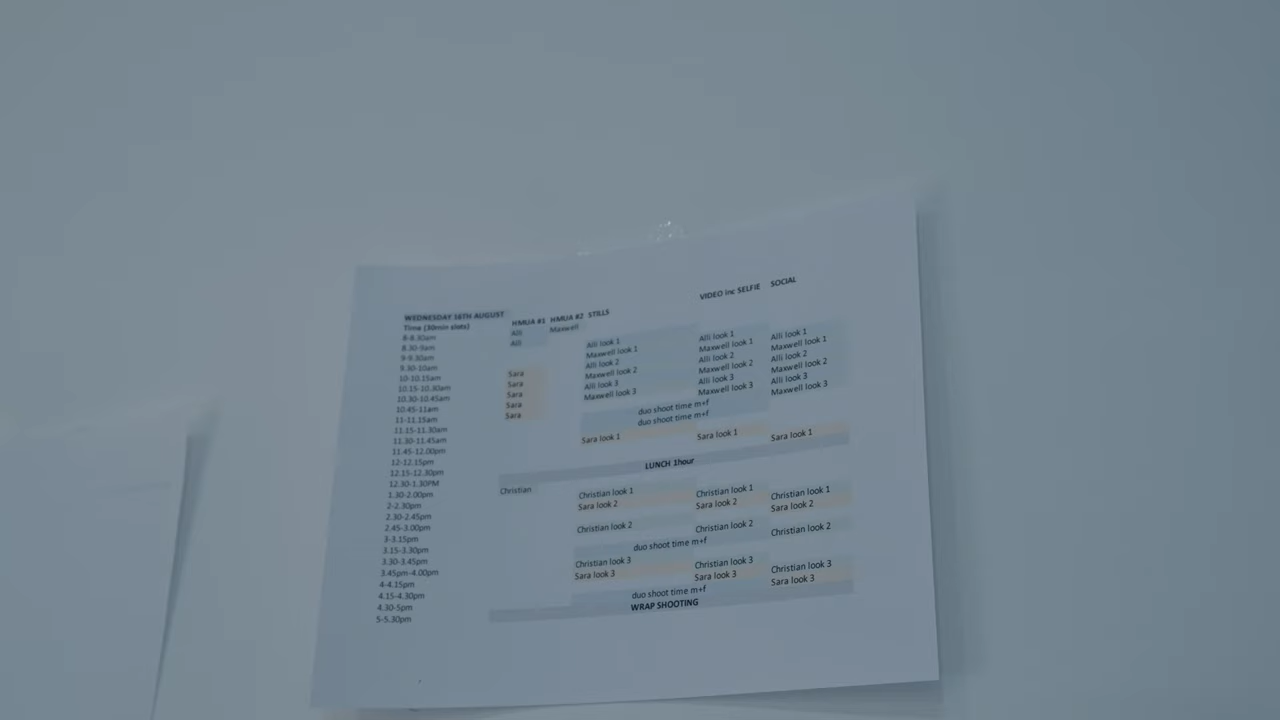 VIDEO inc SELFIE SOCIAL
WEDNESDAY 16TH AUGUST
Time (30min slots) HMUA #1 HMUA #2 STILLS
8-8.30am Alli Maxwell
8.30-9am Alli
9-9.30am Alli look 1 Alli look 1 Alli look 1
9.30-10am Maxwell look 1 Maxwell look 1 Maxwell look 1
10-10.15am Sara Alli look 2 Alli look 2 Alli look 2
10.15-10.30am Sara Maxwell look 2 Maxwell look 2 Maxwell look 2
10.30-10.45am Sara Alli look 3 Alli look 3 Alli look 3
10.45-11am Sara Maxwell look 3 Maxwell look 3 Maxwell look 3
11-11.15am Sara duo shoot time m+f
11.15-11.30am duo shoot time m+f
11.30-11.45am
11.45-12.00pm Sara look 1 Sara look 1 Sara look 1
12-12.15pm
12.15-12.30pm
12.30-1.30PM LUNCH 1hour
1.30-2.00pm Christian Christian look 1 Christian look 1 Christian look 1
2-2.30pm Sara look 2 Sara look 2 Sara look 2
2.30-2.45pm
2.45-3.00pm Christian look 2 Christian look 2 Christian look 2
3-3.15pm
3.15-3.30pm duo shoot time m+f
3.30-3.45pm Christian look 3 Christian look 3 Christian look 3
3.45pm-4.00pm Sara look 3 Sara look 3 Sara look 3
4-4.15pm
4.15-4.30pm duo shoot time m+f
4.30-5pm WRAP SHOOTING
5-5.30pm